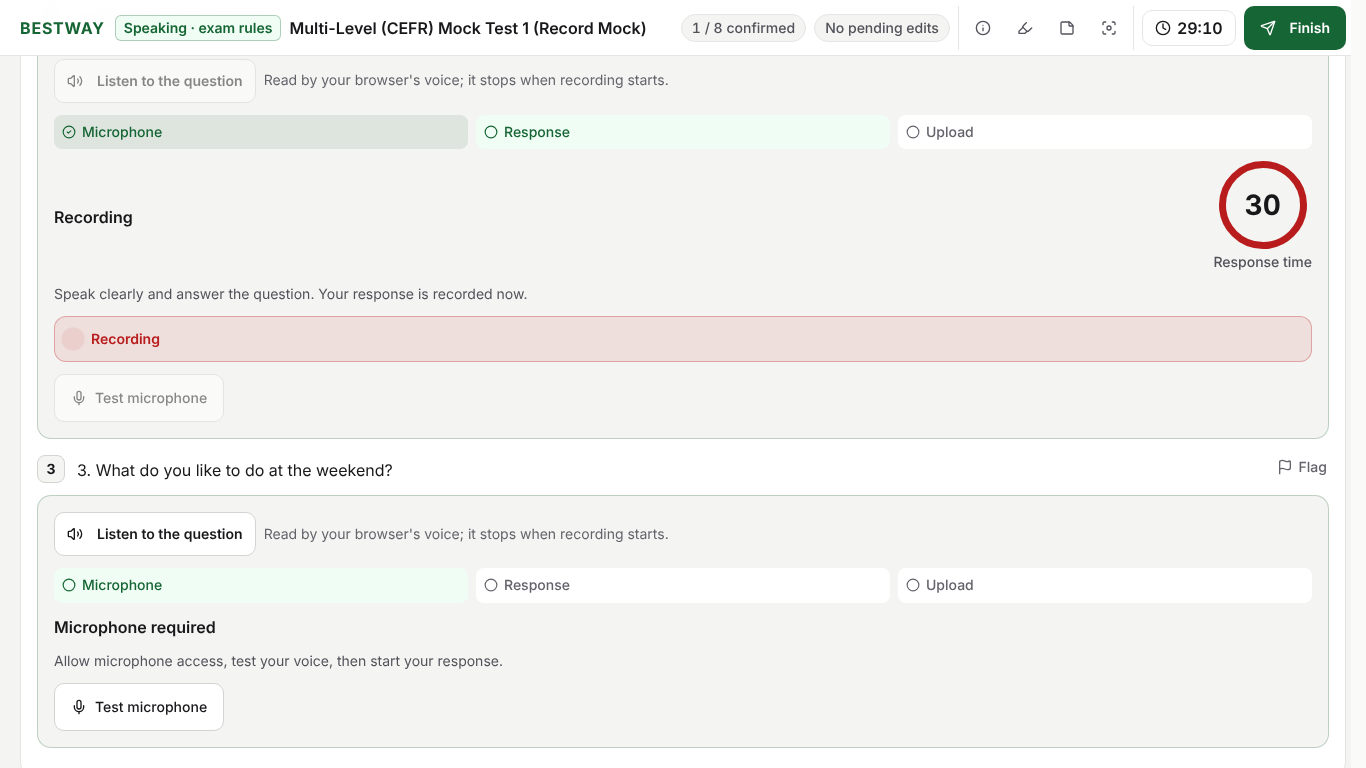 BESTWAY Speaking · exam rules Multi-Level (CEFR) Mock Test 1 (Record Mock) 1 / 8 confirmed No pending edits 29:10 Finish
Listen to the question Read by your browser's voice; it stops when recording starts.
Microphone Response Upload
30
Recording
Response time
Speak clearly and answer the question. Your response is recorded now.
Recording
Test microphone
3 3. What do you like to do at the weekend? Flag
Listen to the question Read by your browser's voice; it stops when recording starts.
Microphone Response Upload
Microphone required
Allow microphone access, test your voice, then start your response.
Test microphone